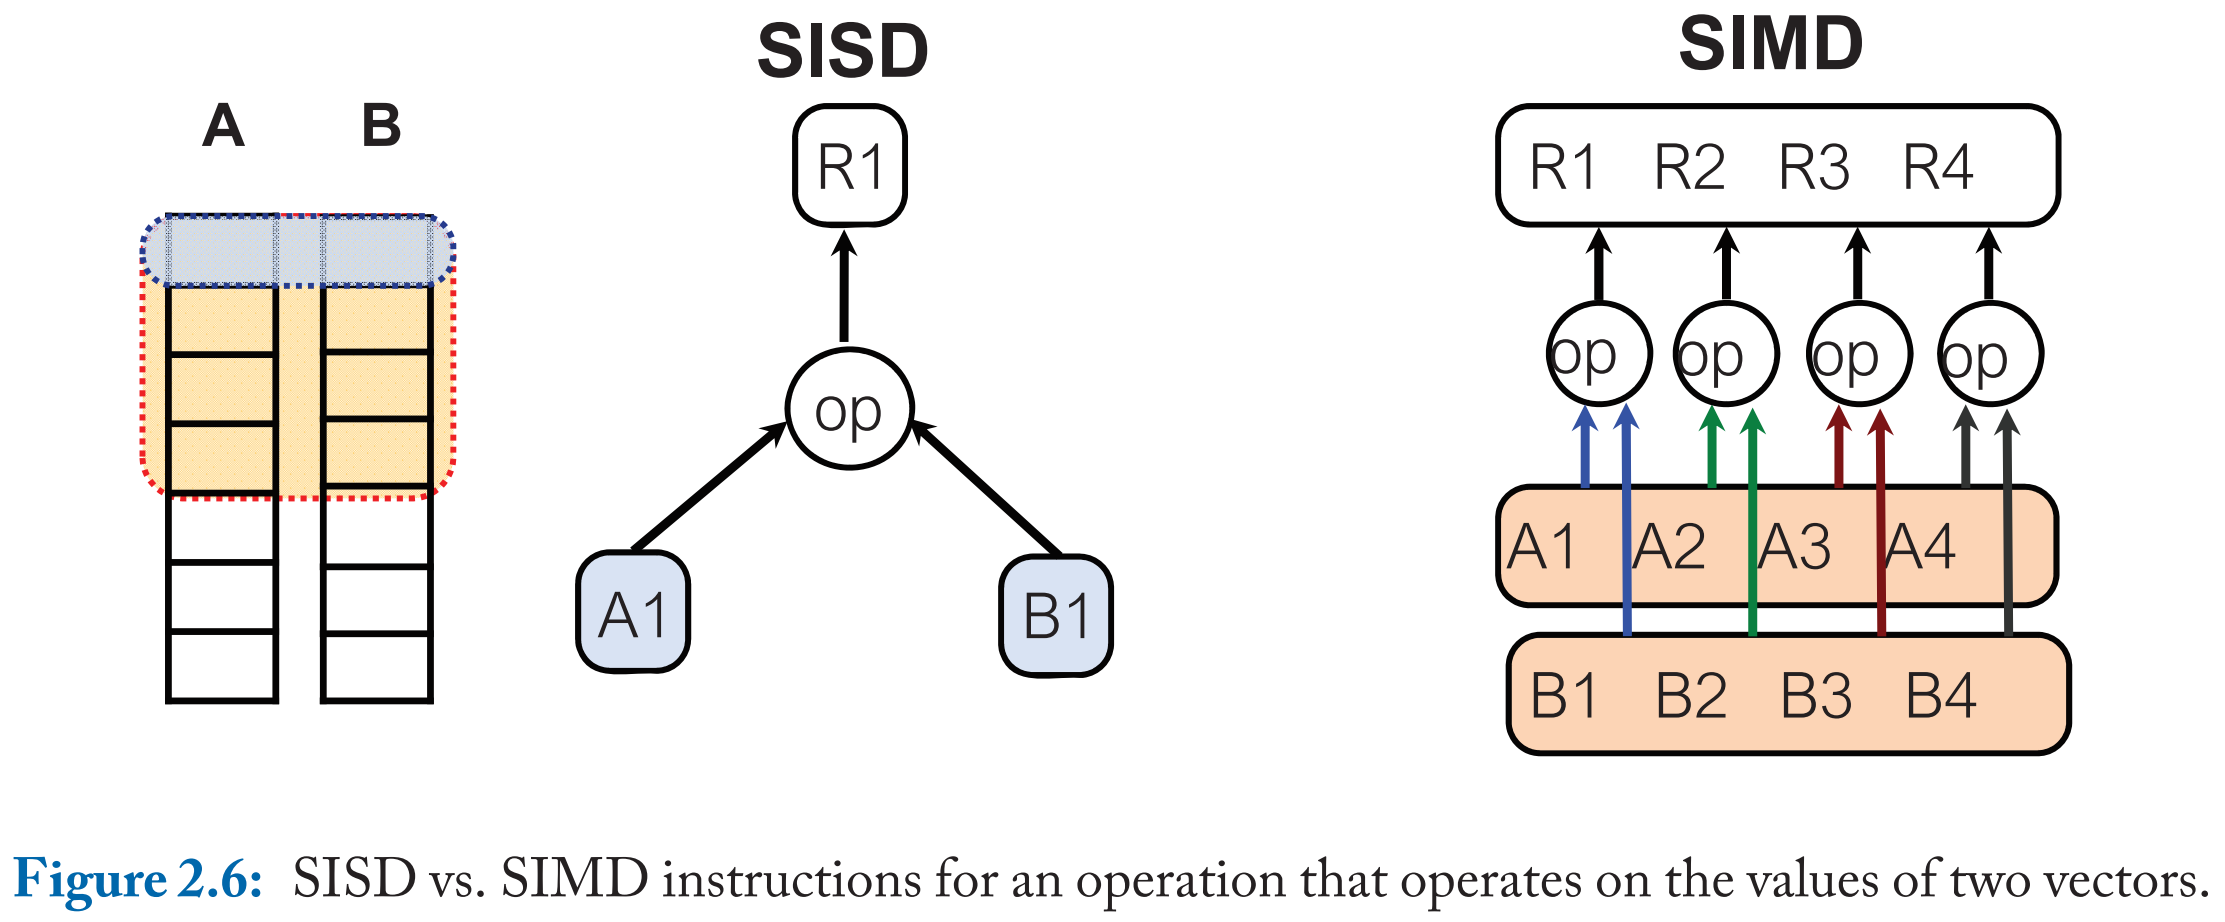 A B
SISD
R1
op
A1 B1
SIMD
R1 R2 R3 R4
op op op op
A1 A2 A3 A4
B1 B2 B3 B4
Figure 2.6: SISD vs. SIMD instructions for an operation that operates on the values of two vectors.